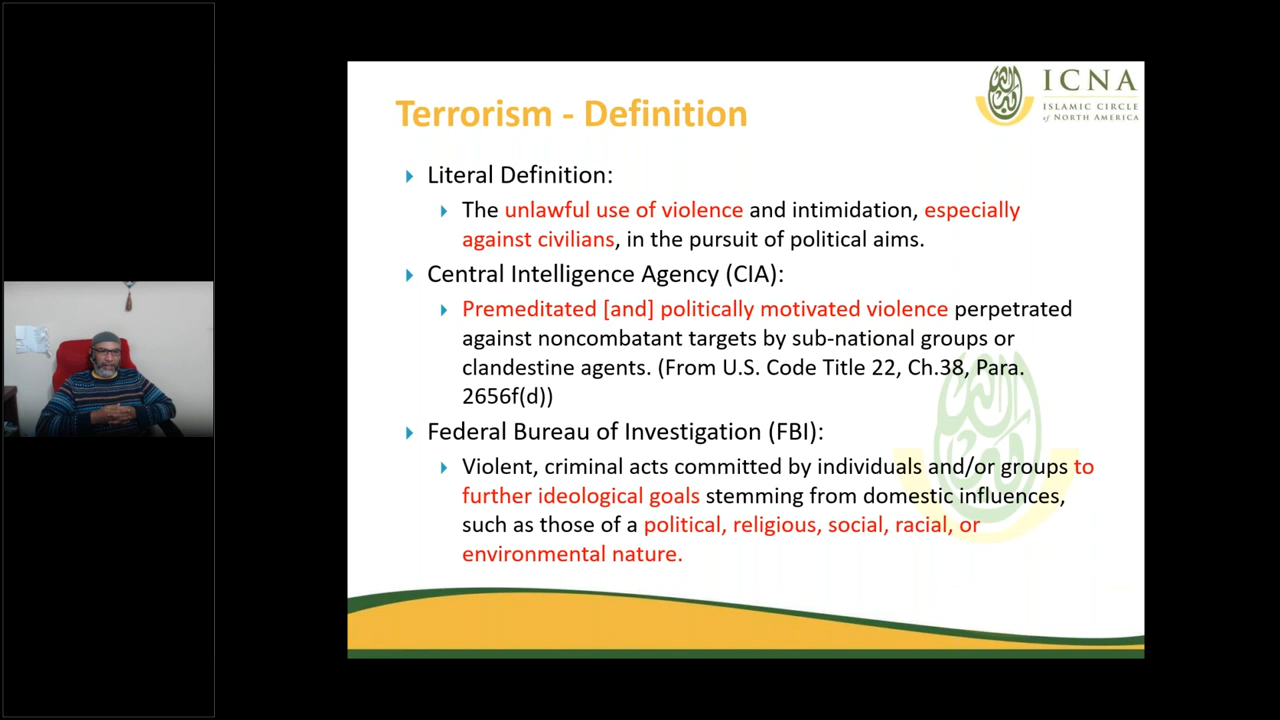 Terrorism - Definition
ICNA
ISLAMIC CIRCLE
of NORTH AMERICA
Literal Definition:
The unlawful use of violence and intimidation, especially
against civilians, in the pursuit of political aims.
Central Intelligence Agency (CIA):
Premeditated [and] politically motivated violence perpetrated
against noncombatant targets by sub-national groups or
clandestine agents. (From U.S. Code Title 22, Ch.38, Para.
2656f(d))
Federal Bureau of Investigation (FBI):
Violent, criminal acts committed by individuals and/or groups to
further ideological goals stemming from domestic influences,
such as those of a political, religious, social, racial, or
environmental nature.